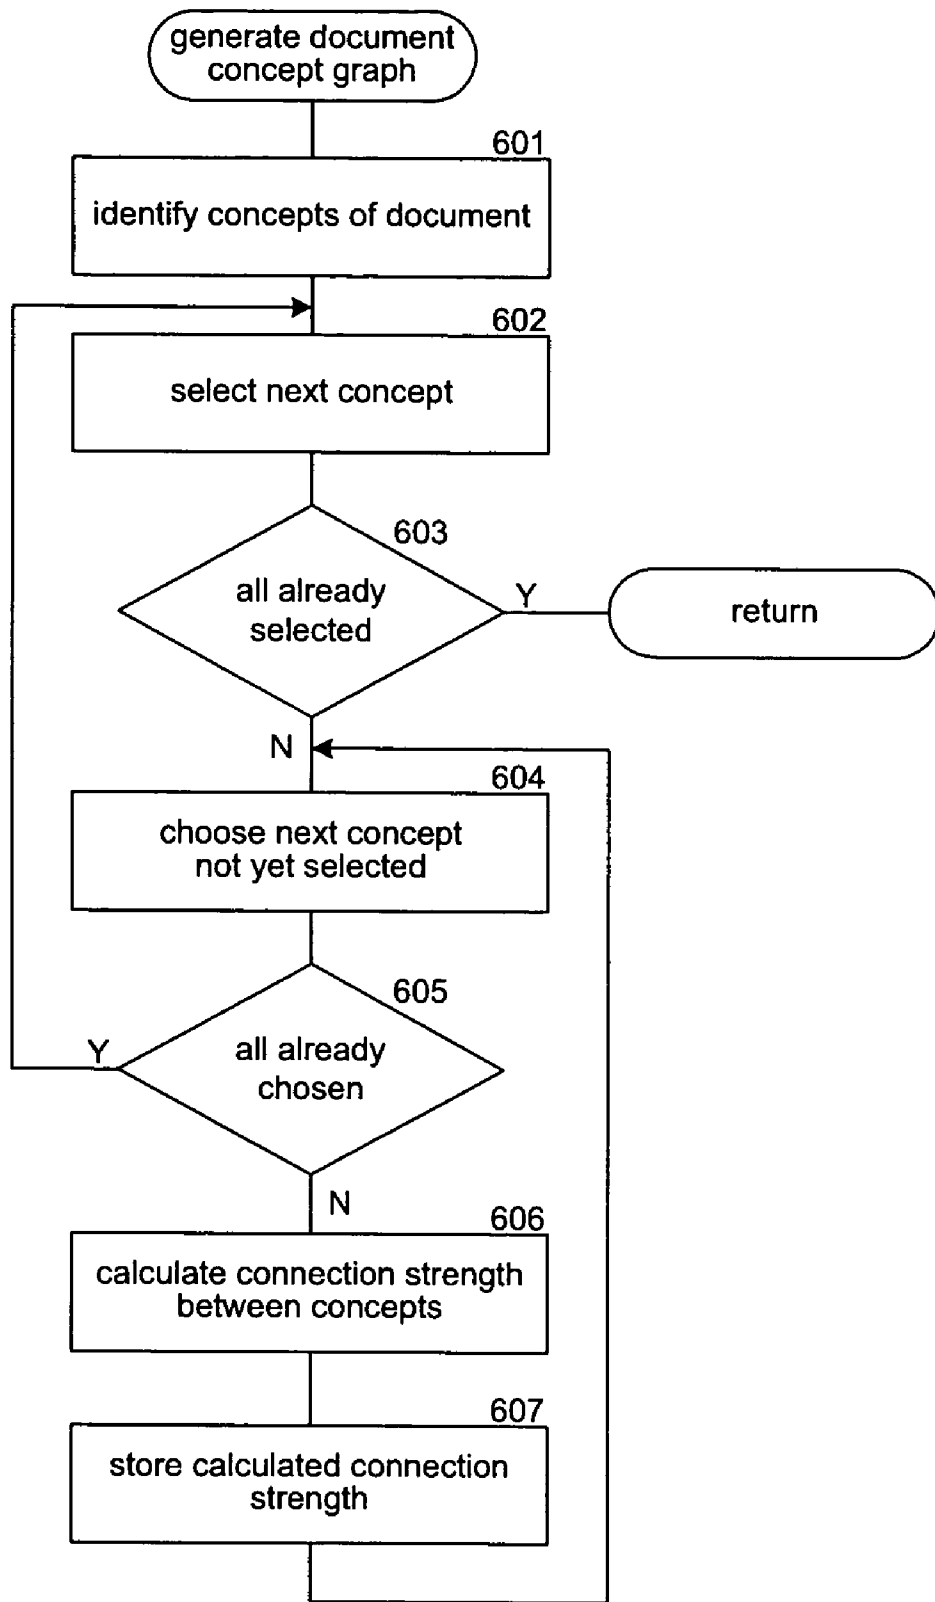 generate document
concept graph
601
identify concepts of document
602
select next concept
603
all already
selected
Y
return
N
604
choose next concept
not yet selected
605
all already
chosen
Y
N
606
calculate connection strength
between concepts
607
store calculated connection
strength